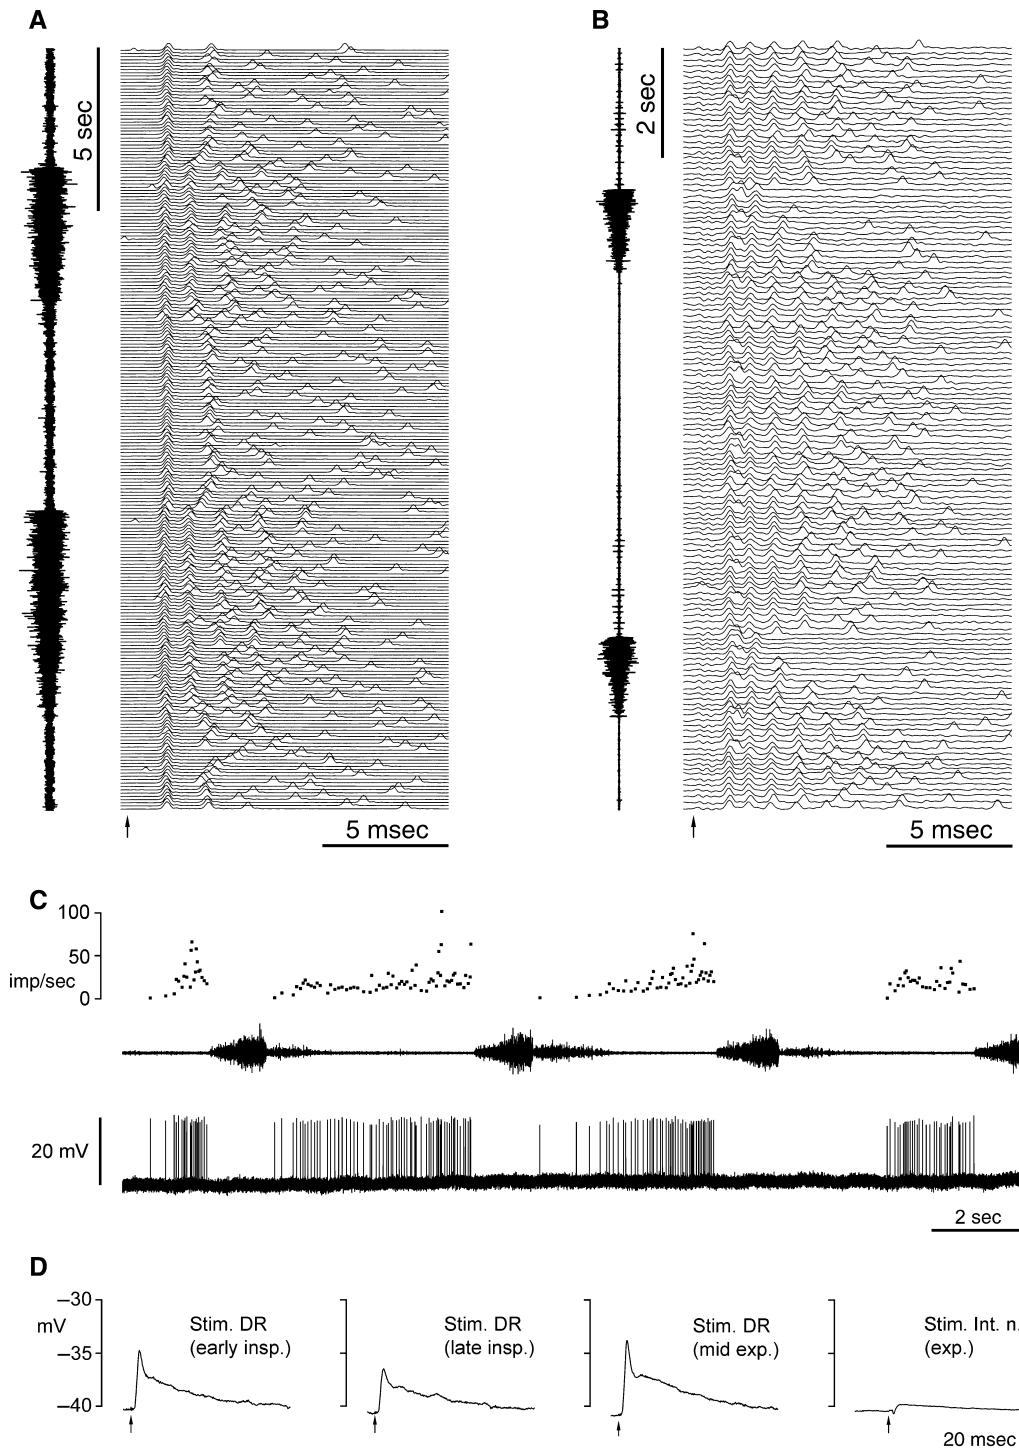 A
B
5 sec
2 sec
5 msec
5 msec
C
100
50
imp/sec
0
20 mV
2 sec
D
–30
mV
–35
–40
Stim. DR
(early insp.)
Stim. DR
(late insp.)
Stim. DR
(mid exp.)
Stim. Int. n.
(exp.)
20 msec